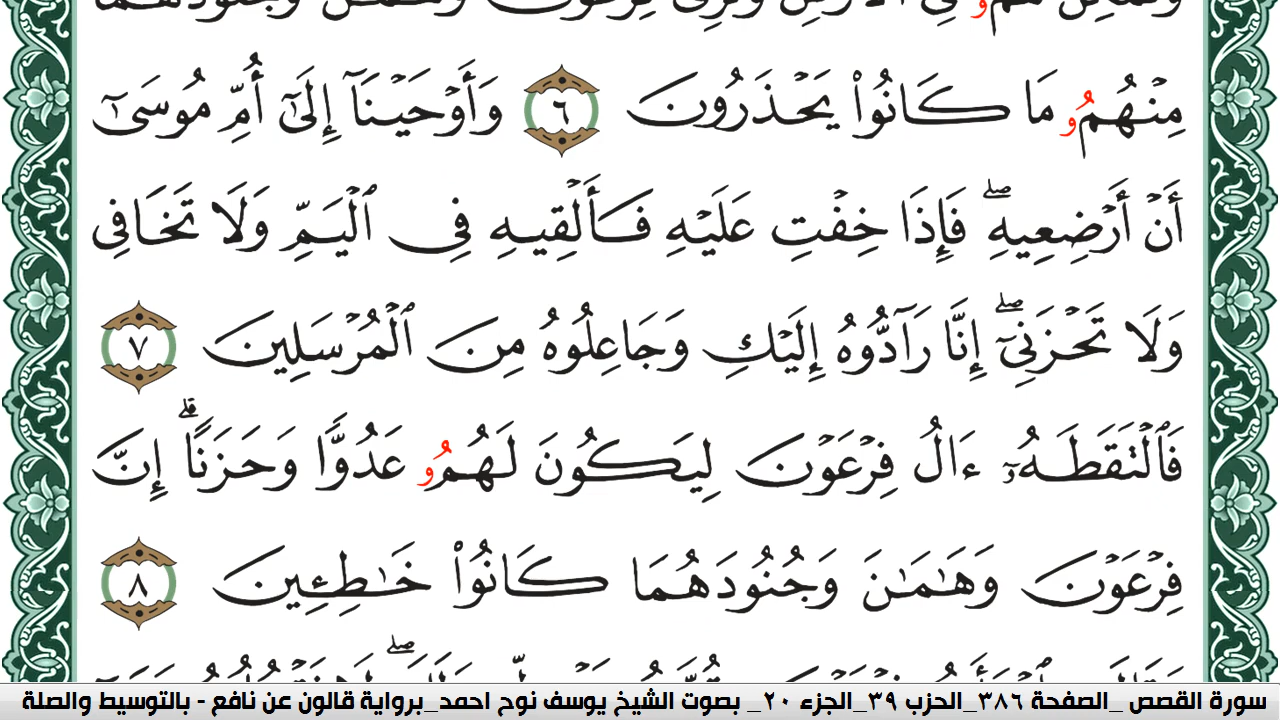 مِنْهُمُۥ مَا كَانُوا۟ يَحْذَرُونَ ٦ وَأَوْحَيْنَآ إِلَىٰٓ أُمِّ مُوسَىٰٓ
أَنْ أَرْضِعِيهِۖ فَإِذَا خِفْتِ عَلَيْهِ فَأَلْقِيهِ فِى ٱلْيَمِّ وَلَا تَخَافِى
وَلَا تَحْزَنِىٓۖ إِنَّا رَآدُّوهُ إِلَيْكِ وَجَاعِلُوهُ مِنَ ٱلْمُرْسَلِينَ ٧
فَٱلْتَقَطَهُۥٓ ءَالُ فِرْعَوْنَ لِيَكُونَ لَهُمُۥ عَدُوًّا وَحَزَنًاۗ إِنَّ
فِرْعَوْنَ وَهَٰمَٰنَ وَجُنُودَهُمَا كَانُوا۟ خَٰطِـِٔينَ ٨
سورة القصص _الصفحة ٣٨٦_الحزب ٣٩_الجزء ٢٠_ بصوت الشيخ يوسف نوح احمد_برواية قالون عن نافع - بالتوسيط والصلة